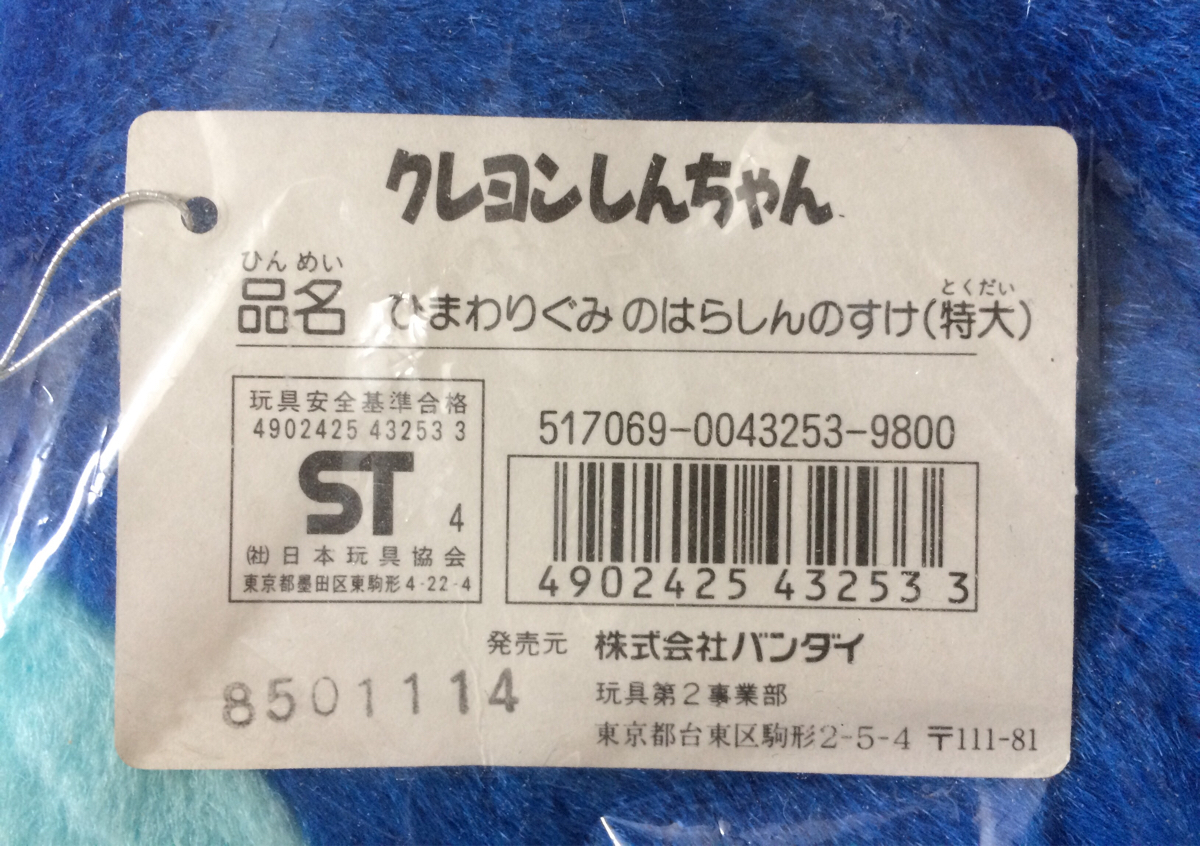 クレヨンしんちゃん
ひんめい
とくだい
品名 ひまわりぐみ のはらしんのすけ(特大)
玩具安全基準合格
4902425 43253 3
ST 4
㈳日本玩具協会
東京都墨田区東駒形4-22-4
517069-0043253-9800
4902425 43253 3
発売元 株式会社バンダイ
玩具第2事業部
東京都台東区駒形2-5-4 〒111-81
8501114